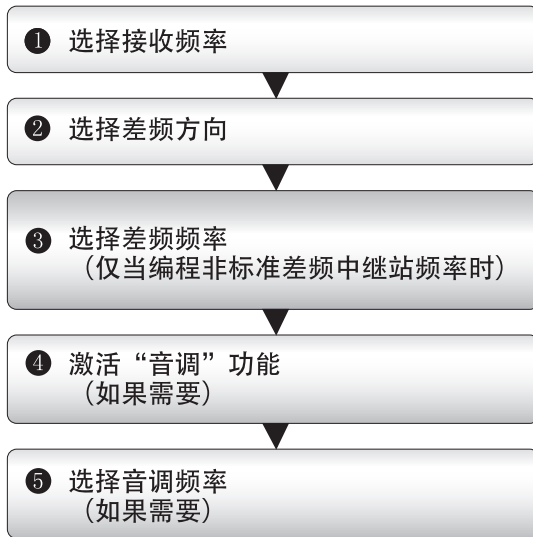 ❶ 选择接收频率
❷ 选择差频方向
❸ 选择差频频率
（仅当编程非标准差频中继站频率时）
❹ 激活“音调”功能
（如果需要）
❺ 选择音调频率
（如果需要）